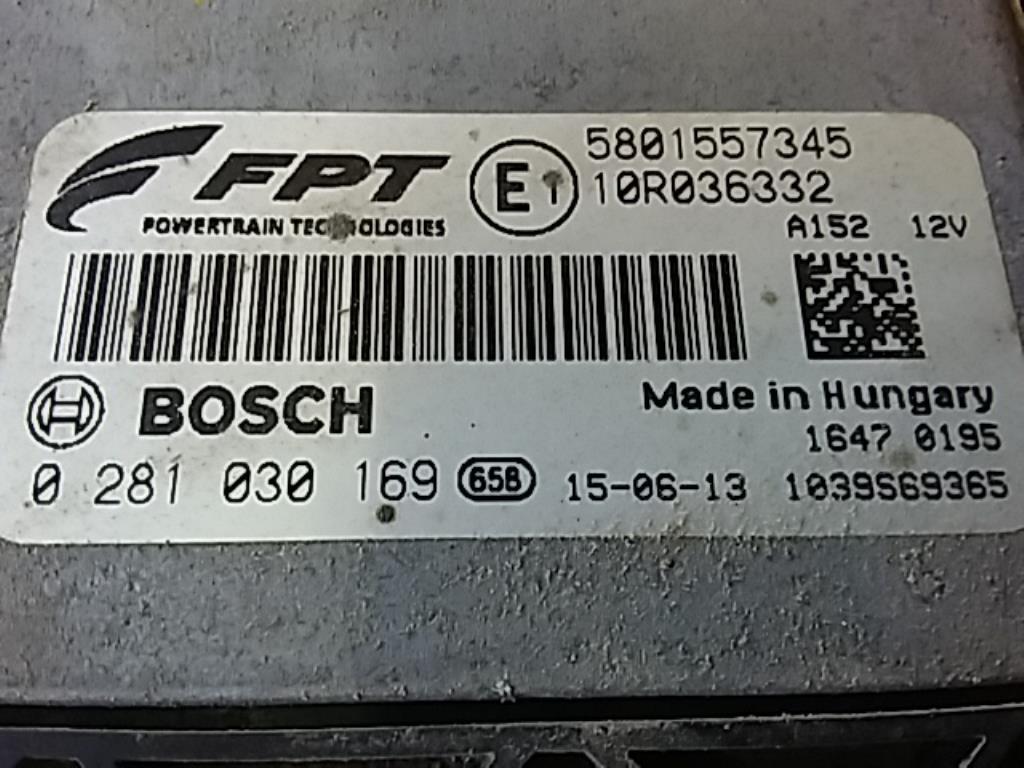 FPT
POWERTRAIN TECHNOLOGIES
E1
5801557345
10R036332
A152 12V
BOSCH
Made in Hungary
1647 0195
0 281 030 169 65B 15-06-13 1039S69365